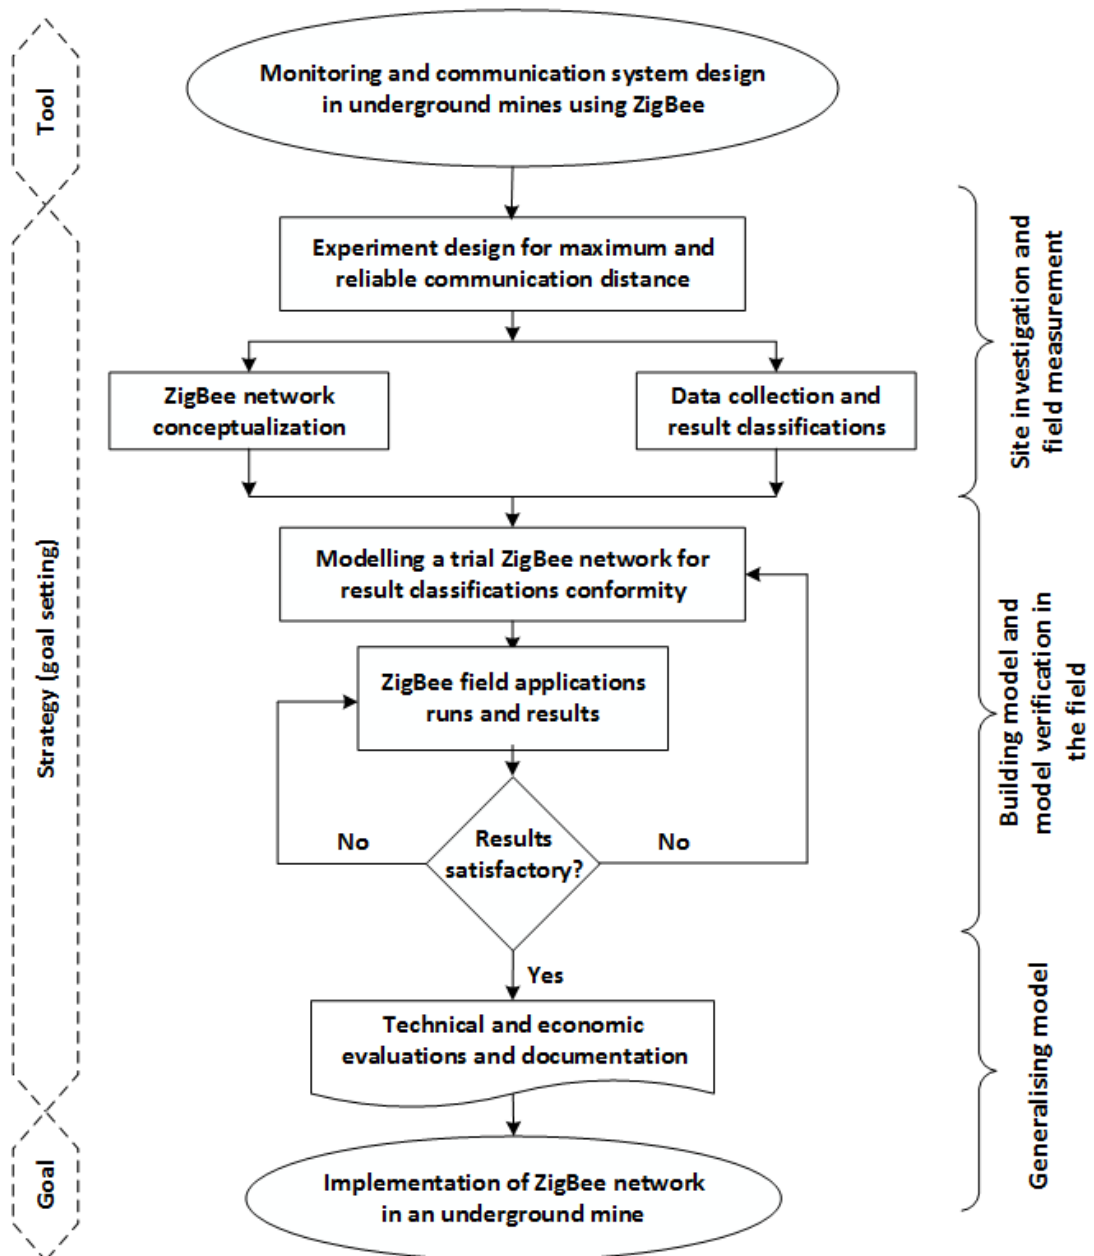 Tool
Monitoring and communication system design
in underground mines using ZigBee
Strategy (goal setting)
Experiment design for maximum and
reliable communication distance
Site investigation and
field measurement
ZigBee network
conceptualization
Data collection and
result classifications
Modelling a trial ZigBee network for
result classifications conformity
Building model and
model verification in
the field
ZigBee field applications
runs and results
No
Results
satisfactory?
No
Yes
Technical and economic
evaluations and documentation
Generalising model
Goal
Implementation of ZigBee network
in an underground mine